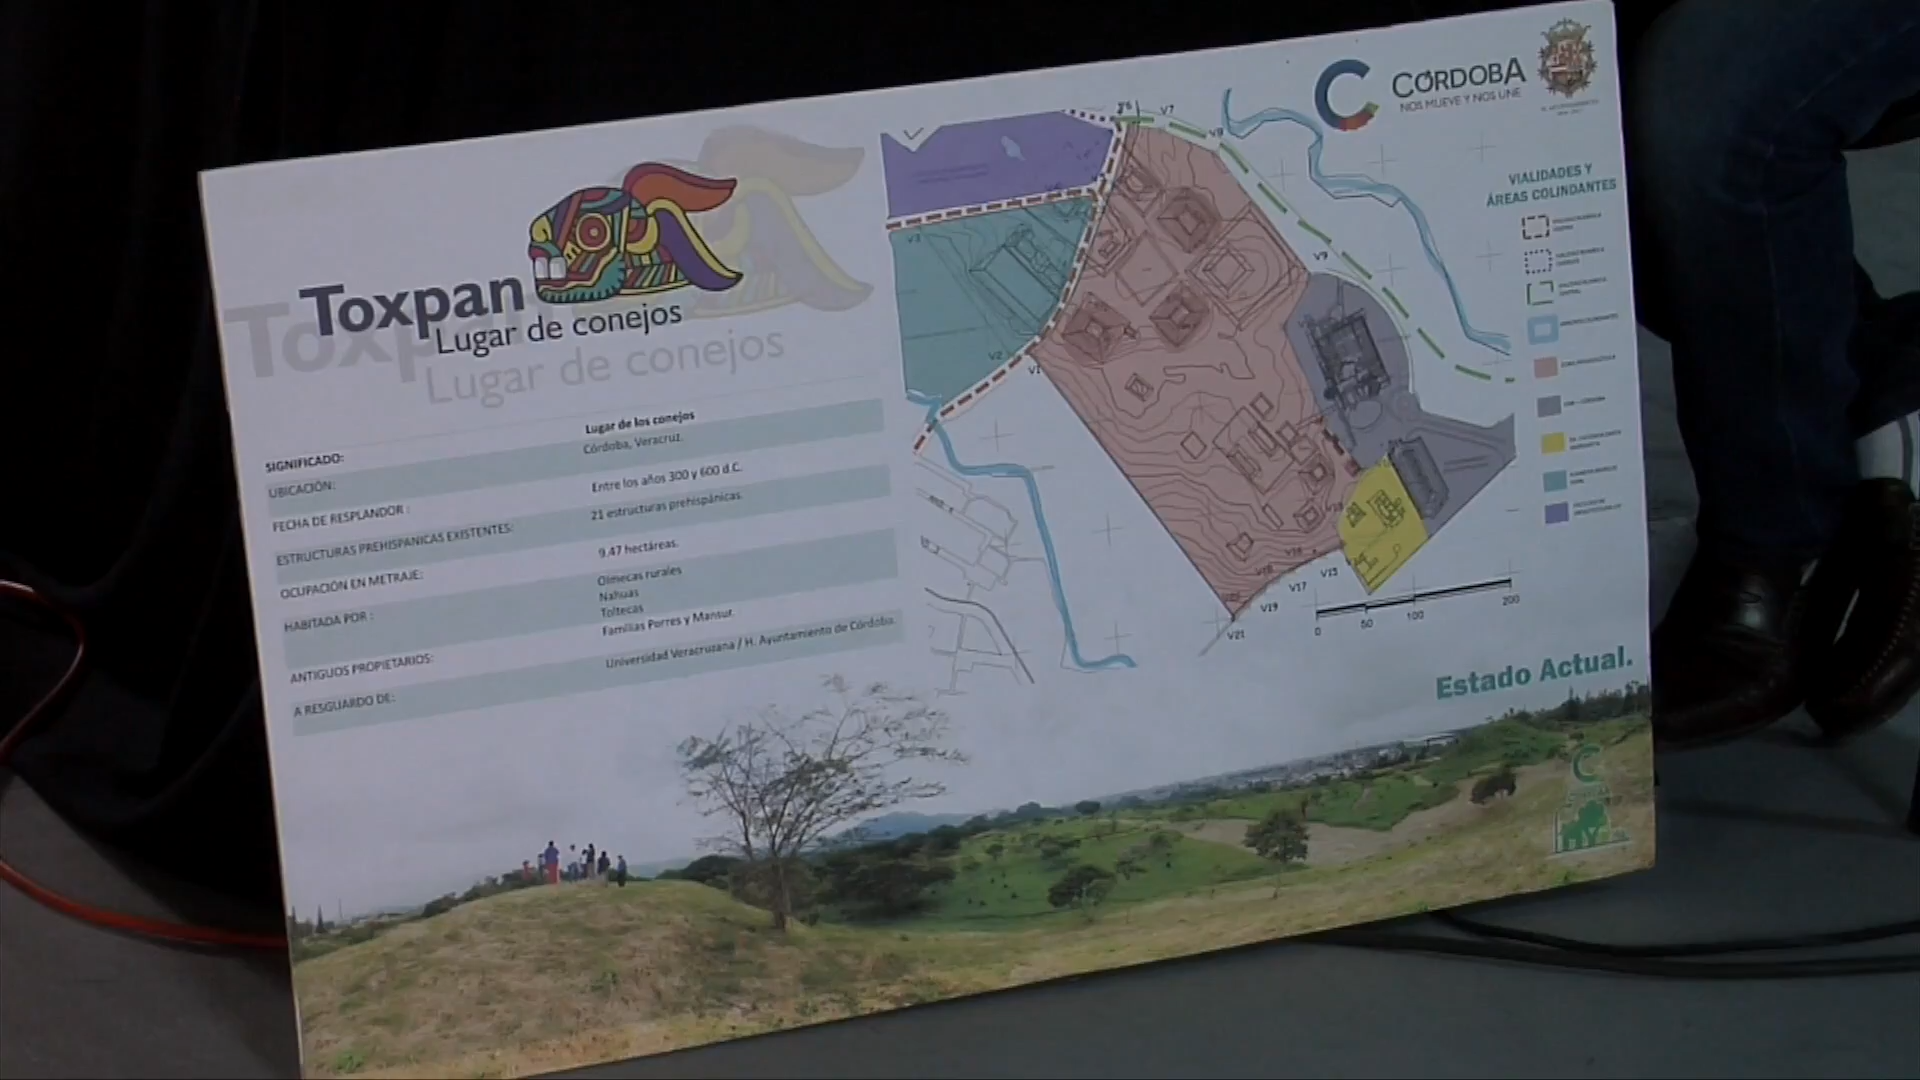 Toxpan
Lugar de conejos
Toxpan
Lugar de conejos
SIGNIFICADO: Lugar de los conejos
UBICACIÓN: Córdoba, Veracruz.
FECHA DE RESPLANDOR : Entre los años 300 y 600 d.C.
ESTRUCTURAS PREHISPANICAS EXISTENTES: 21 estructuras prehispánicas.
OCUPACIÓN EN METRAJE: 9.47 hectáreas.
HABITADA POR : Olmecas rurales
Nahuas
Toltecas
ANTIGUOS PROPIETARIOS: Familias Porres y Mansur.
A RESGUARDO DE: Universidad Veracruzana / H. Ayuntamiento de Córdoba.
CÓRDOBA
NOS MUEVE Y NOS UNE
VIALIDADES Y
ÁREAS COLINDANTES
V7
V9
V3
V2
V1
V17
V15
V19
V21
0 50 100 200
Estado Actual.